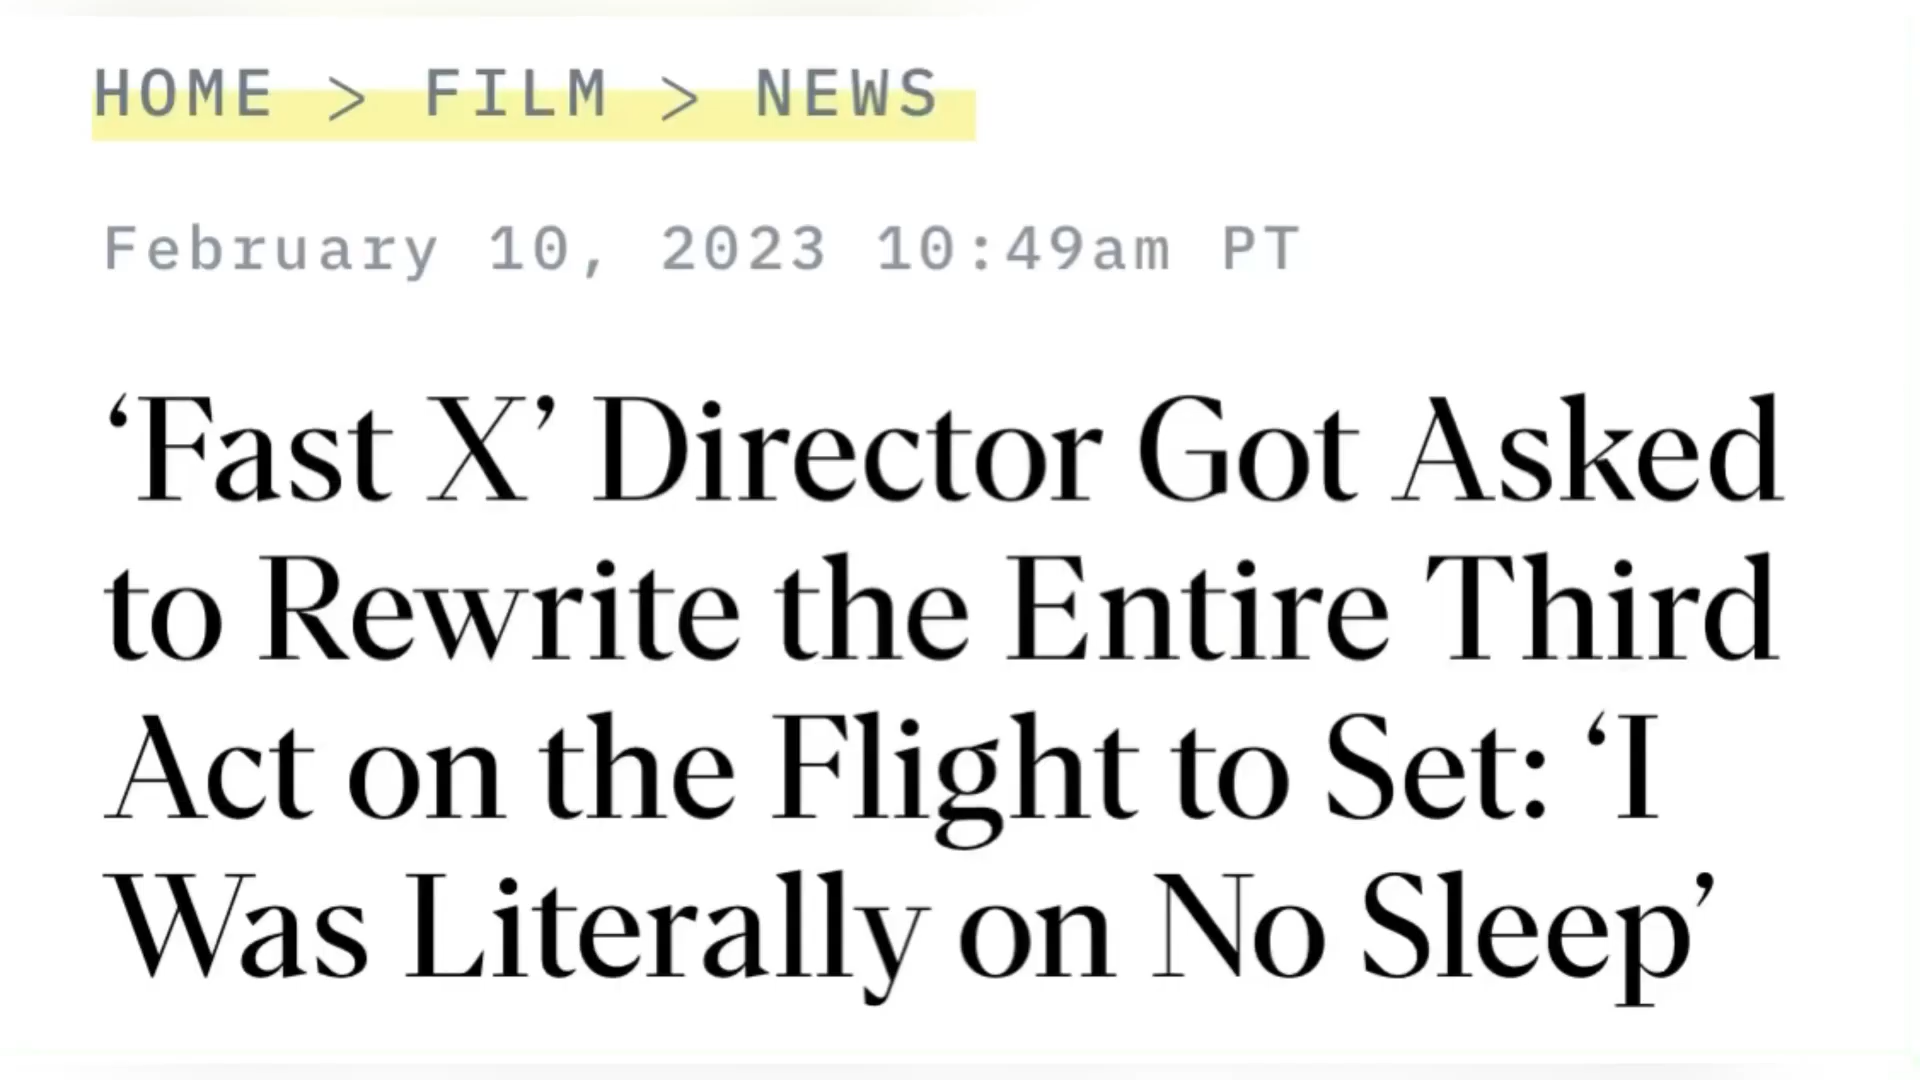 HOME > FILM > NEWS
February 10, 2023 10:49am PT
‘Fast X’ Director Got Asked
to Rewrite the Entire Third
Act on the Flight to Set: ‘I
Was Literally on No Sleep’